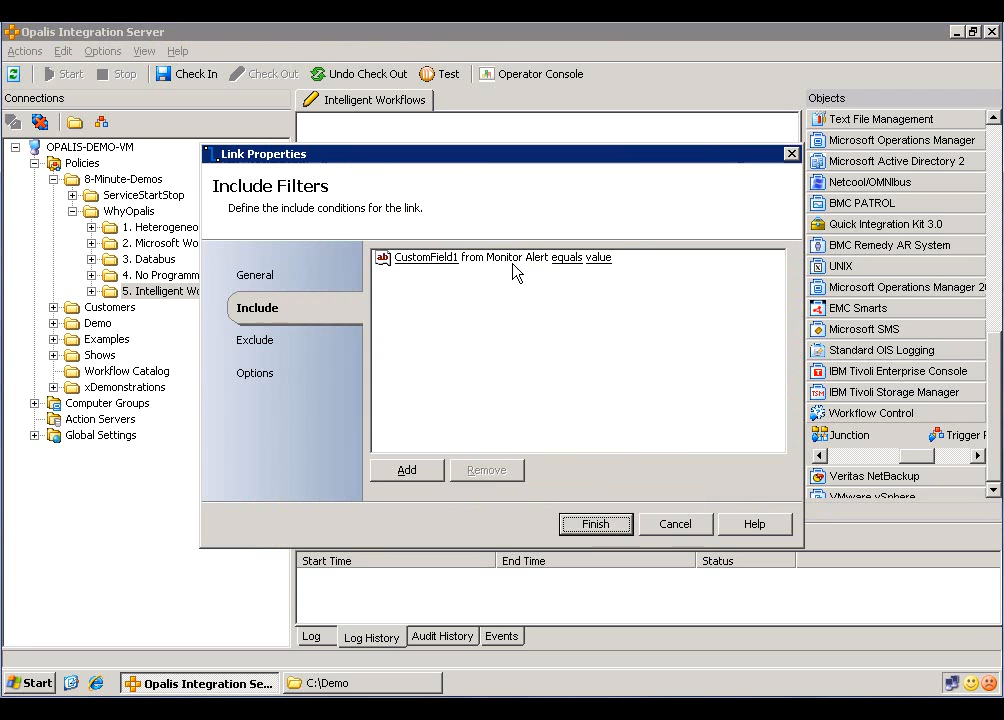 Opalis Integration Server
Actions Edit Options View Help
Start Stop Check In Check Out Undo Check Out Test Operator Console
Connections
Intelligent Workflows
Objects
OPALIS-DEMO-VM
Policies
8-Minute-Demos
ServiceStartStop
WhyOpalis
1. Heterogeneo
2. Microsoft Wo
3. Databus
4. No Programm
5. Intelligent Wo
Customers
Demo
Examples
Shows
Workflow Catalog
xDemonstrations
Computer Groups
Action Servers
Global Settings
Link Properties
Include Filters
Define the include conditions for the link.
General
Include
Exclude
Options
ab CustomField1 from Monitor Alert equals value
Add Remove
Finish Cancel Help
Text File Management
Microsoft Operations Manager
Microsoft Active Directory 2
Netcool/OMNIbus
BMC PATROL
Quick Integration Kit 3.0
BMC Remedy AR System
UNIX
Microsoft Operations Manager 20
EMC Smarts
Microsoft SMS
Standard OIS Logging
IBM Tivoli Enterprise Console
TSM IBM Tivoli Storage Manager
Workflow Control
Junction Trigger P
Veritas NetBackup
VMware vSphere
Start Time End Time Status
Log Log History Audit History Events
Start Opalis Integration Se... C:\Demo